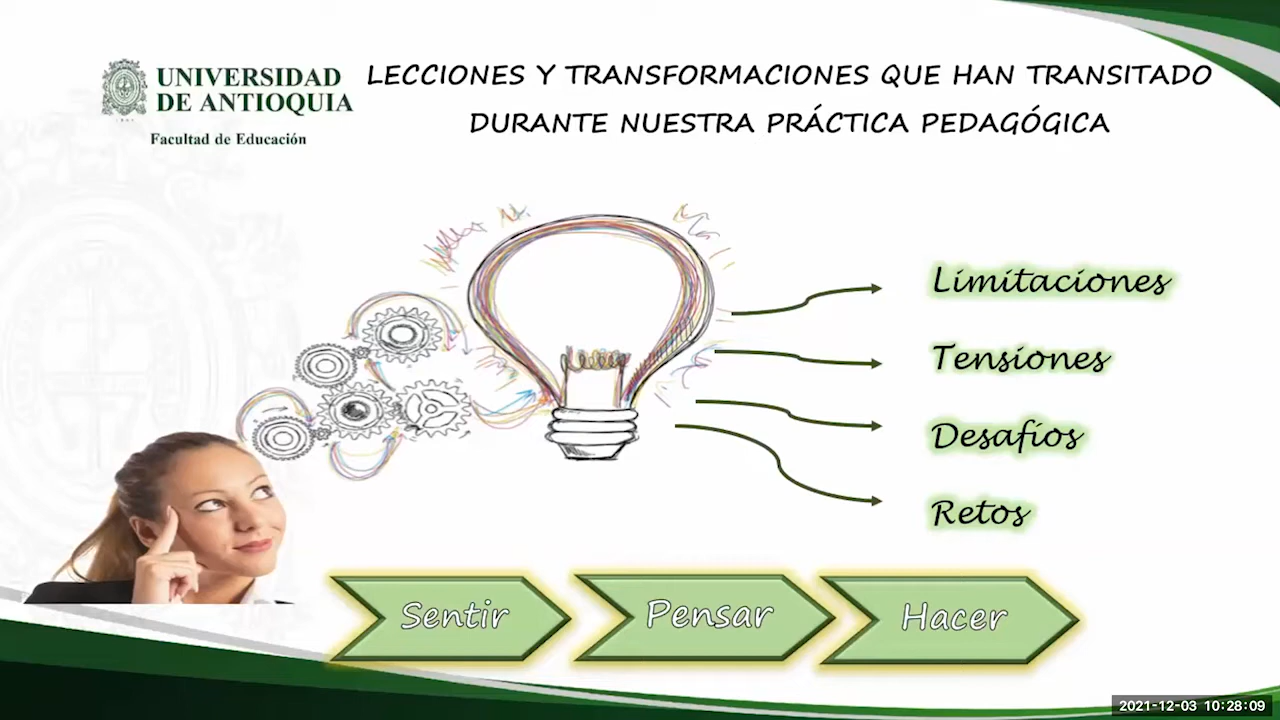 UNIVERSIDAD
DE ANTIOQUIA
Facultad de Educación
LECCIONES Y TRANSFORMACIONES QUE HAN TRANSITADO
DURANTE NUESTRA PRÁCTICA PEDAGÓGICA
Limitaciones
Tensiones
Desafíos
Retos
Sentir
Pensar
Hacer
2021-12-03 10:28:09